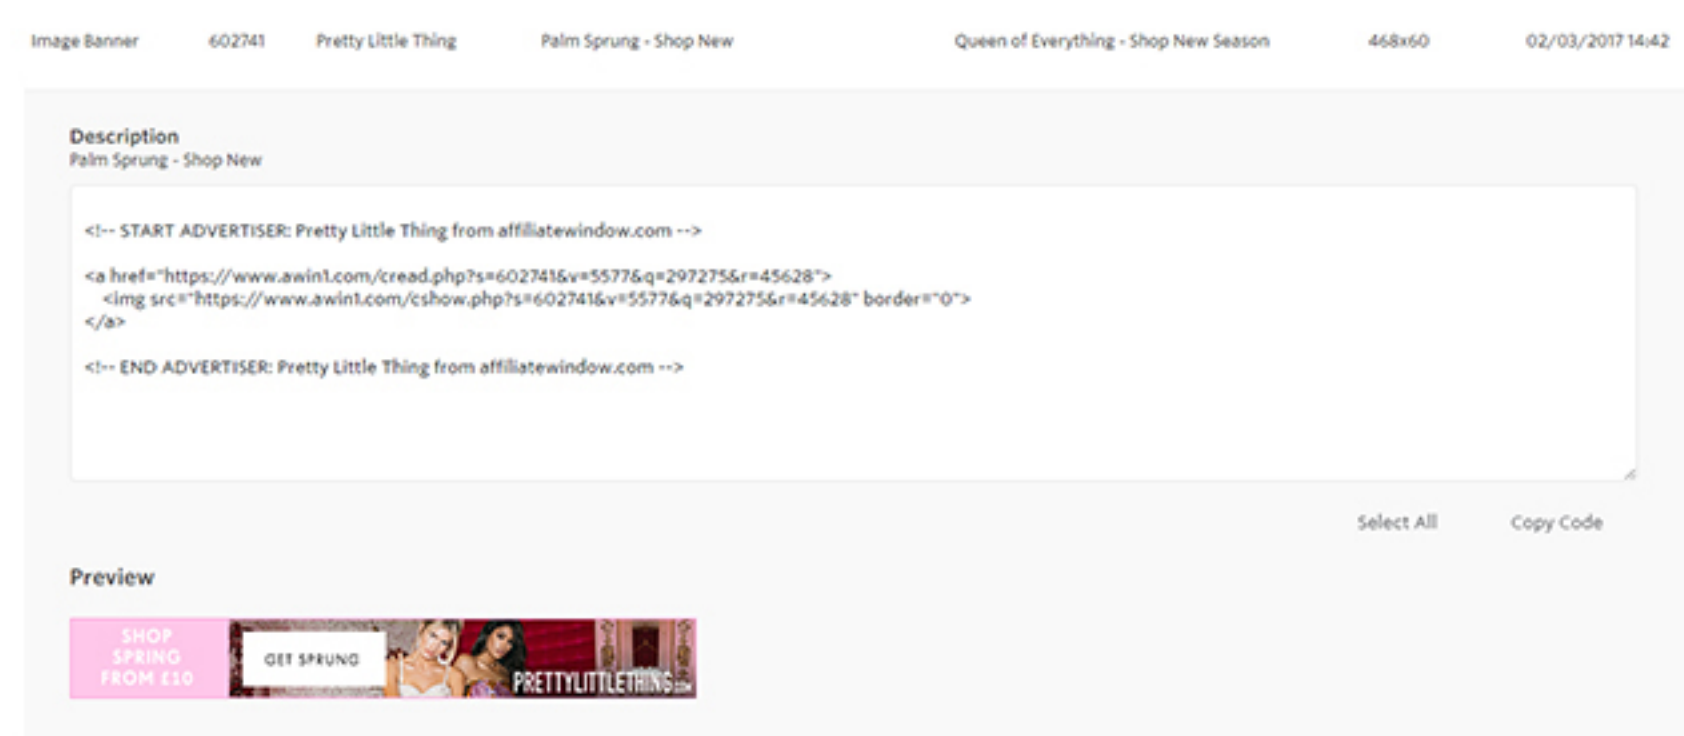 Image Banner 602741 Pretty Little Thing Palm Sprung - Shop New Queen of Everything - Shop New Season 468x60 02/03/2017 14:42
Description
Palm Sprung - Shop New
<!-- START ADVERTISER: Pretty Little Thing from affiliatewindow.com -->
<a href="https://www.awin1.com/cread.php?s=602741&v=5577&q=297275&r=45628">
<img src="https://www.awin1.com/cshow.php?s=602741&v=5577&q=297275&r=45628" border="0">
</a>
<!-- END ADVERTISER: Pretty Little Thing from affiliatewindow.com -->
Select All Copy Code
Preview
SHOP
SPRING
FROM £10
GET SPRUNG
PRETTYLITTLETHING.com